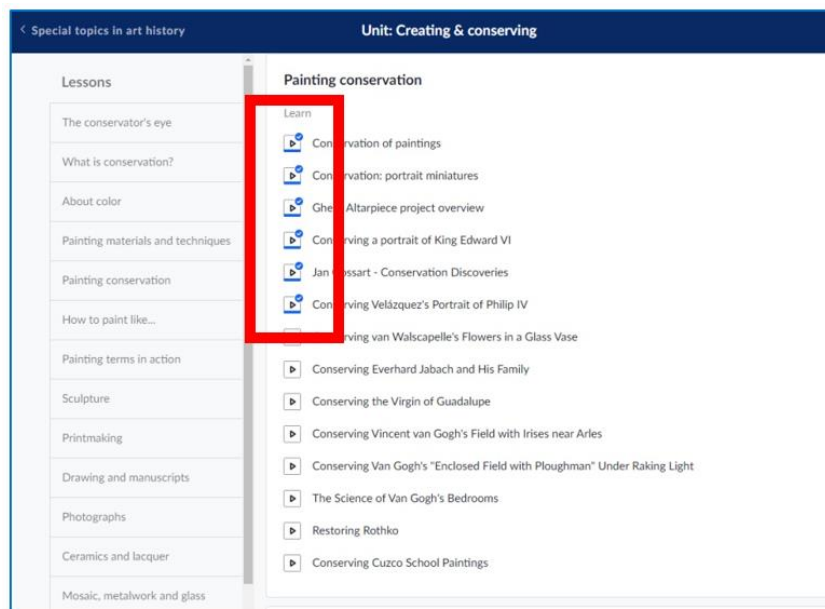 < Special topics in art history
Unit: Creating & conserving
Lessons
The conservator's eye
What is conservation?
About color
Painting materials and techniques
Painting conservation
How to paint like...
Painting terms in action
Sculpture
Printmaking
Drawing and manuscripts
Photographs
Ceramics and lacquer
Mosaic, metalwork and glass
Painting conservation
Learn
Conservation of paintings
Conservation: portrait miniatures
Altarpiece project overview
Conserving a portrait of King Edward VI
Jan Gossart - Conservation Discoveries
Conserving Velázquez's Portrait of Philip IV
van Walscapelle's Flowers in a Glass Vase
Conserving Everhard Jabach and His Family
Conserving the Virgin of Guadalupe
Conserving Vincent van Gogh's Field with Irises near Arles
Conserving Van Gogh's "Enclosed Field with Ploughman" Under Raking Light
The Science of Van Gogh's Bedrooms
Restoring Rothko
Conserving Cuzco School Paintings